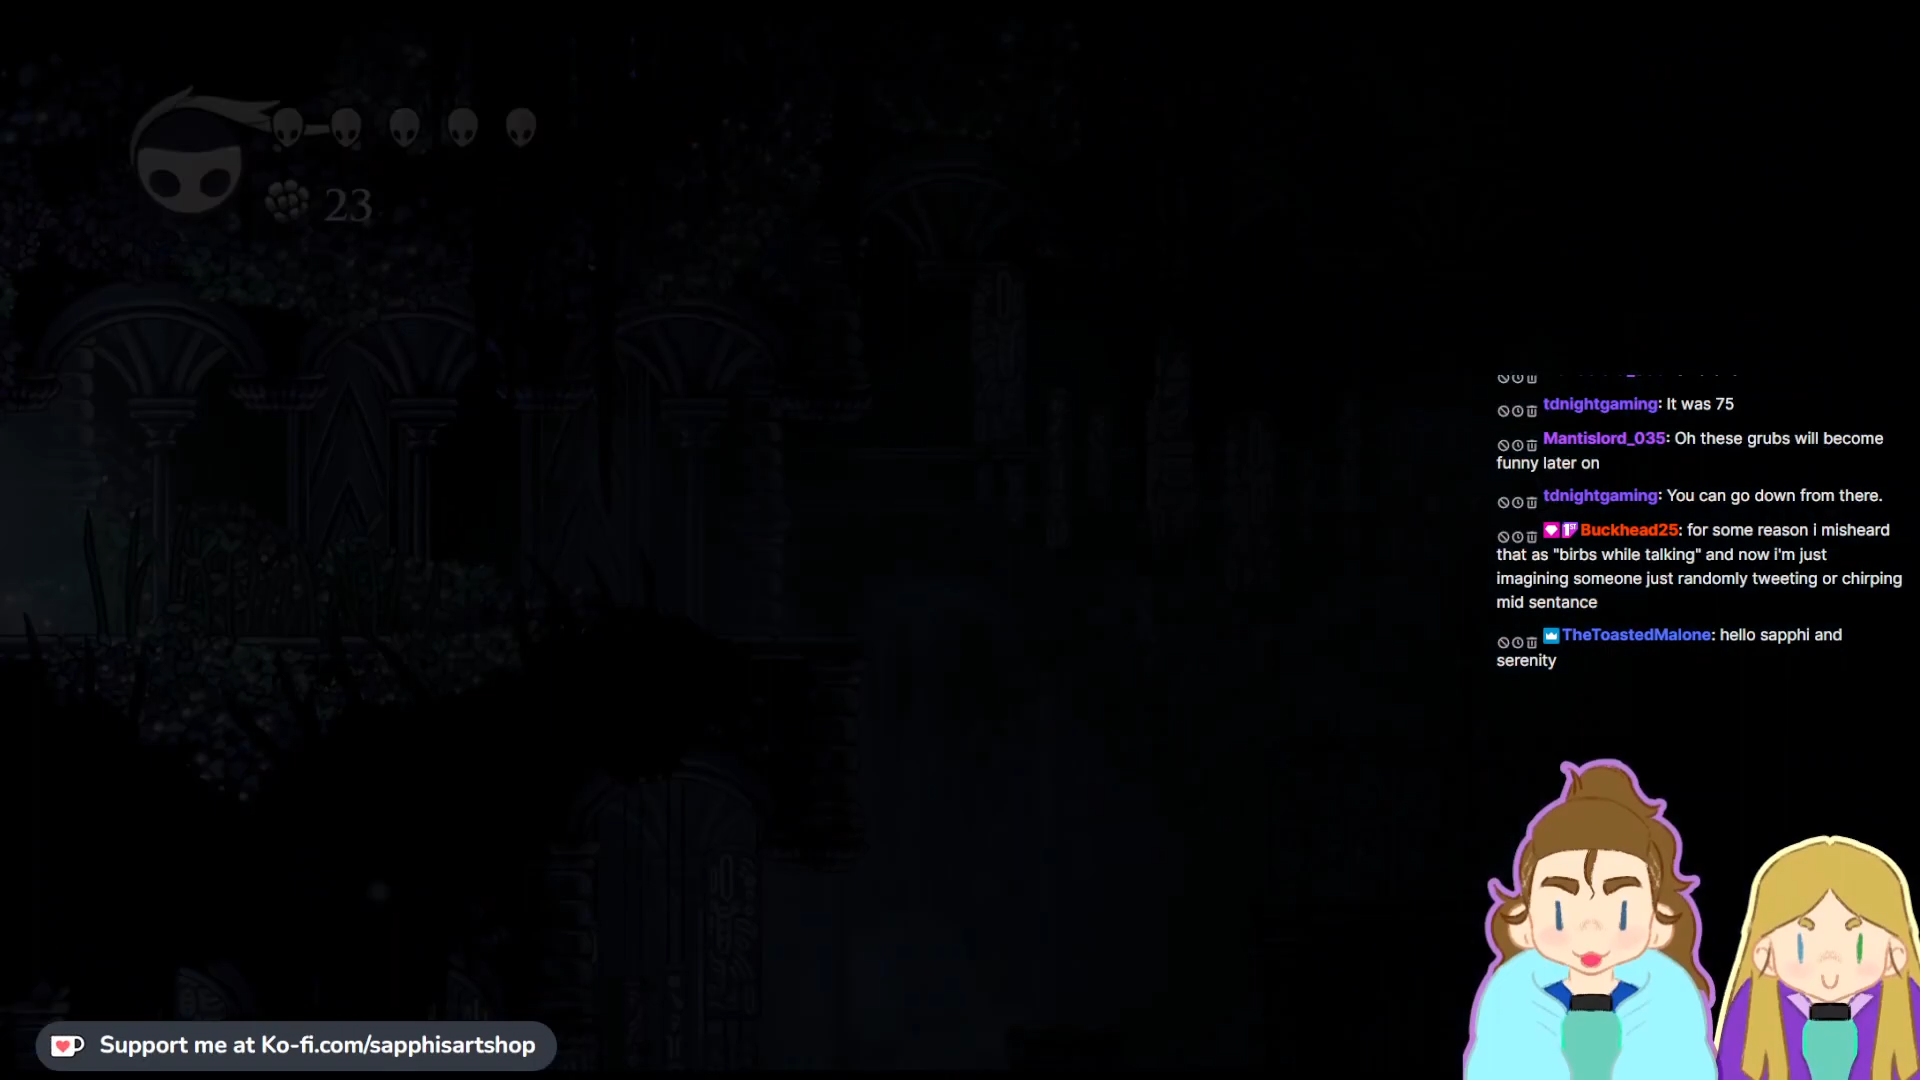 23
tdnightgaming: It was 75
Mantislord_035: Oh these grubs will become
funny later on
tdnightgaming: You can go down from there.
Buckhead25: for some reason i misheard
that as "birbs while talking" and now i'm just
imagining someone just randomly tweeting or chirping
mid sentance
TheToastedMalone: hello sapphi and
serenity
Support me at Ko-fi.com/sapphisartshop